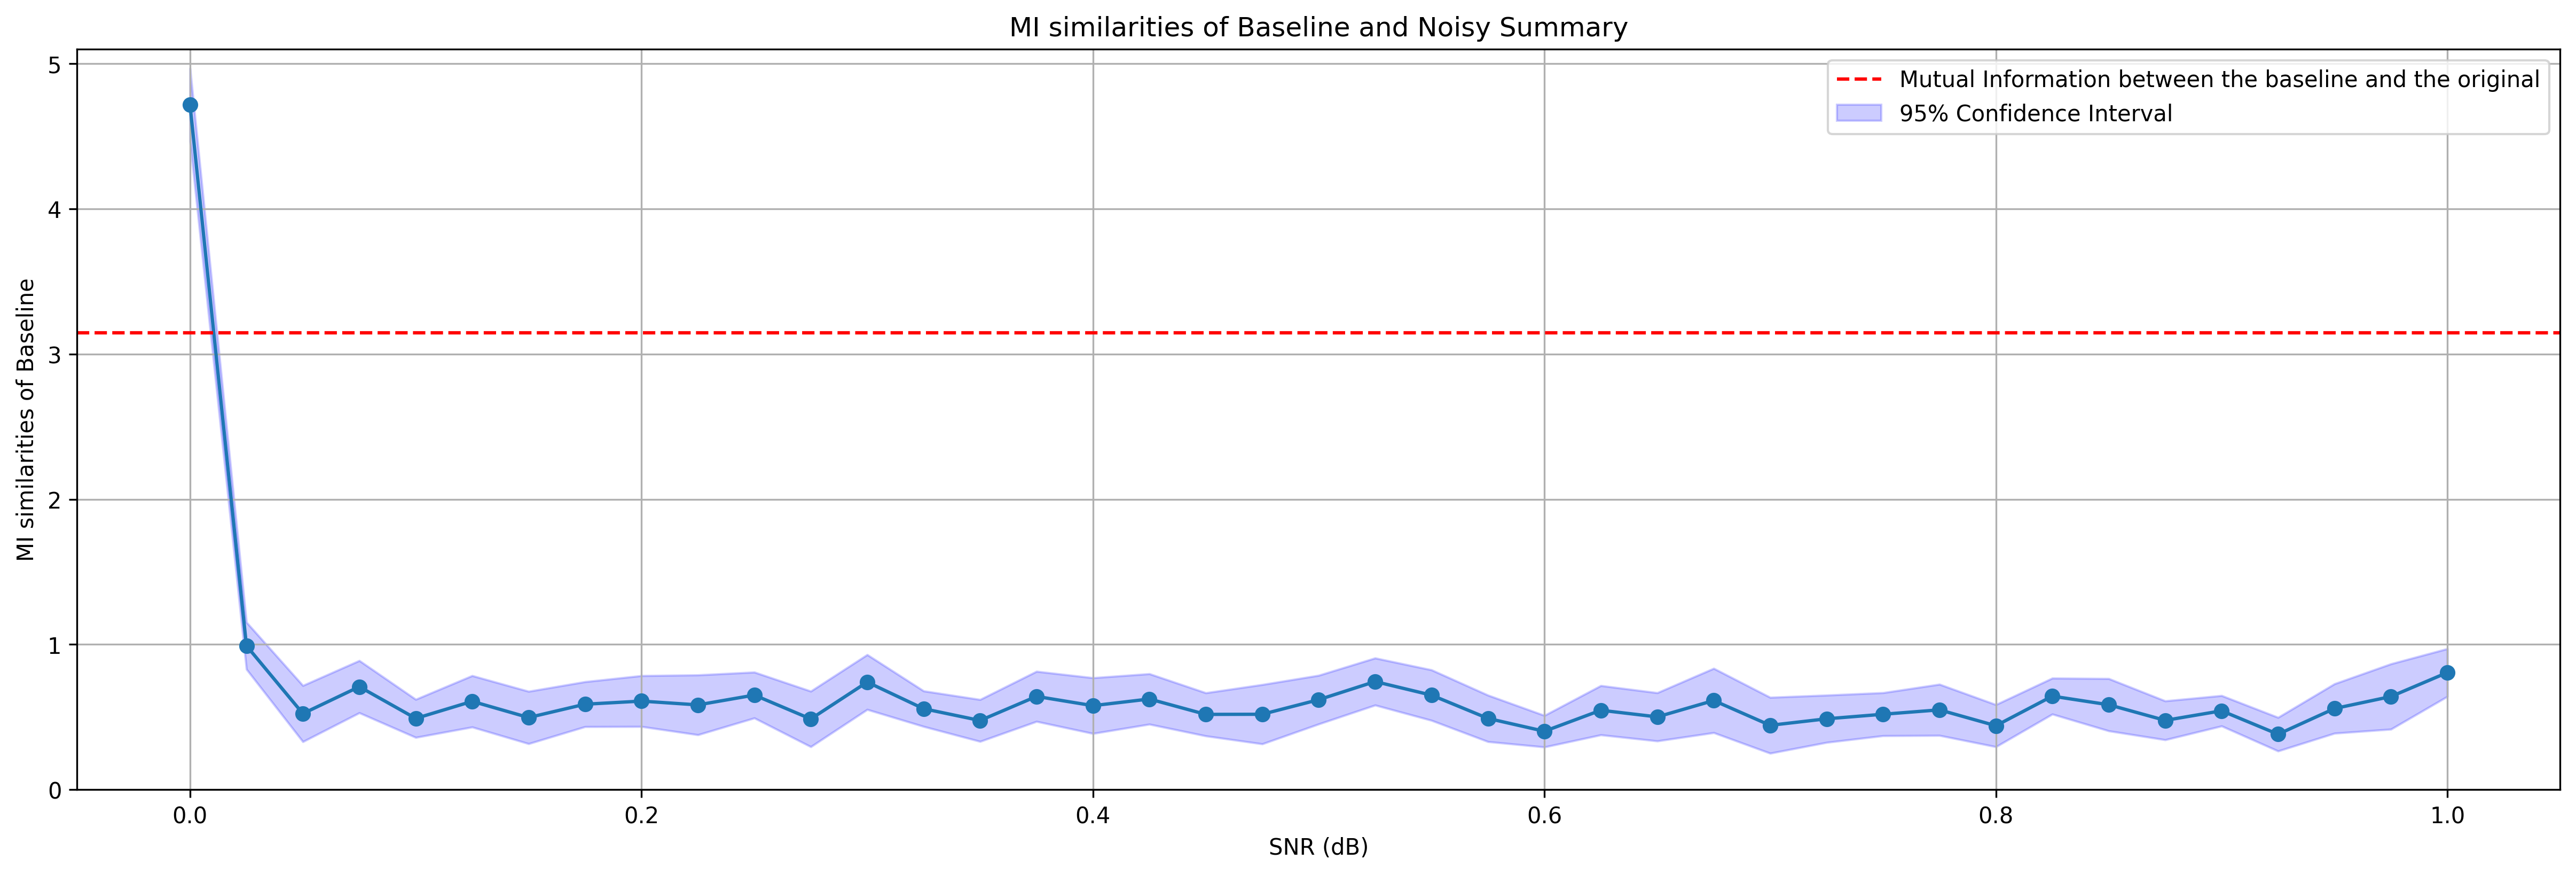 MI similarities of Baseline and Noisy Summary
Mutual Information between the baseline and the original
95% Confidence Interval
MI similarities of Baseline
5
4
3
2
1
0
0.0 0.2 0.4 0.6 0.8 1.0
SNR (dB)